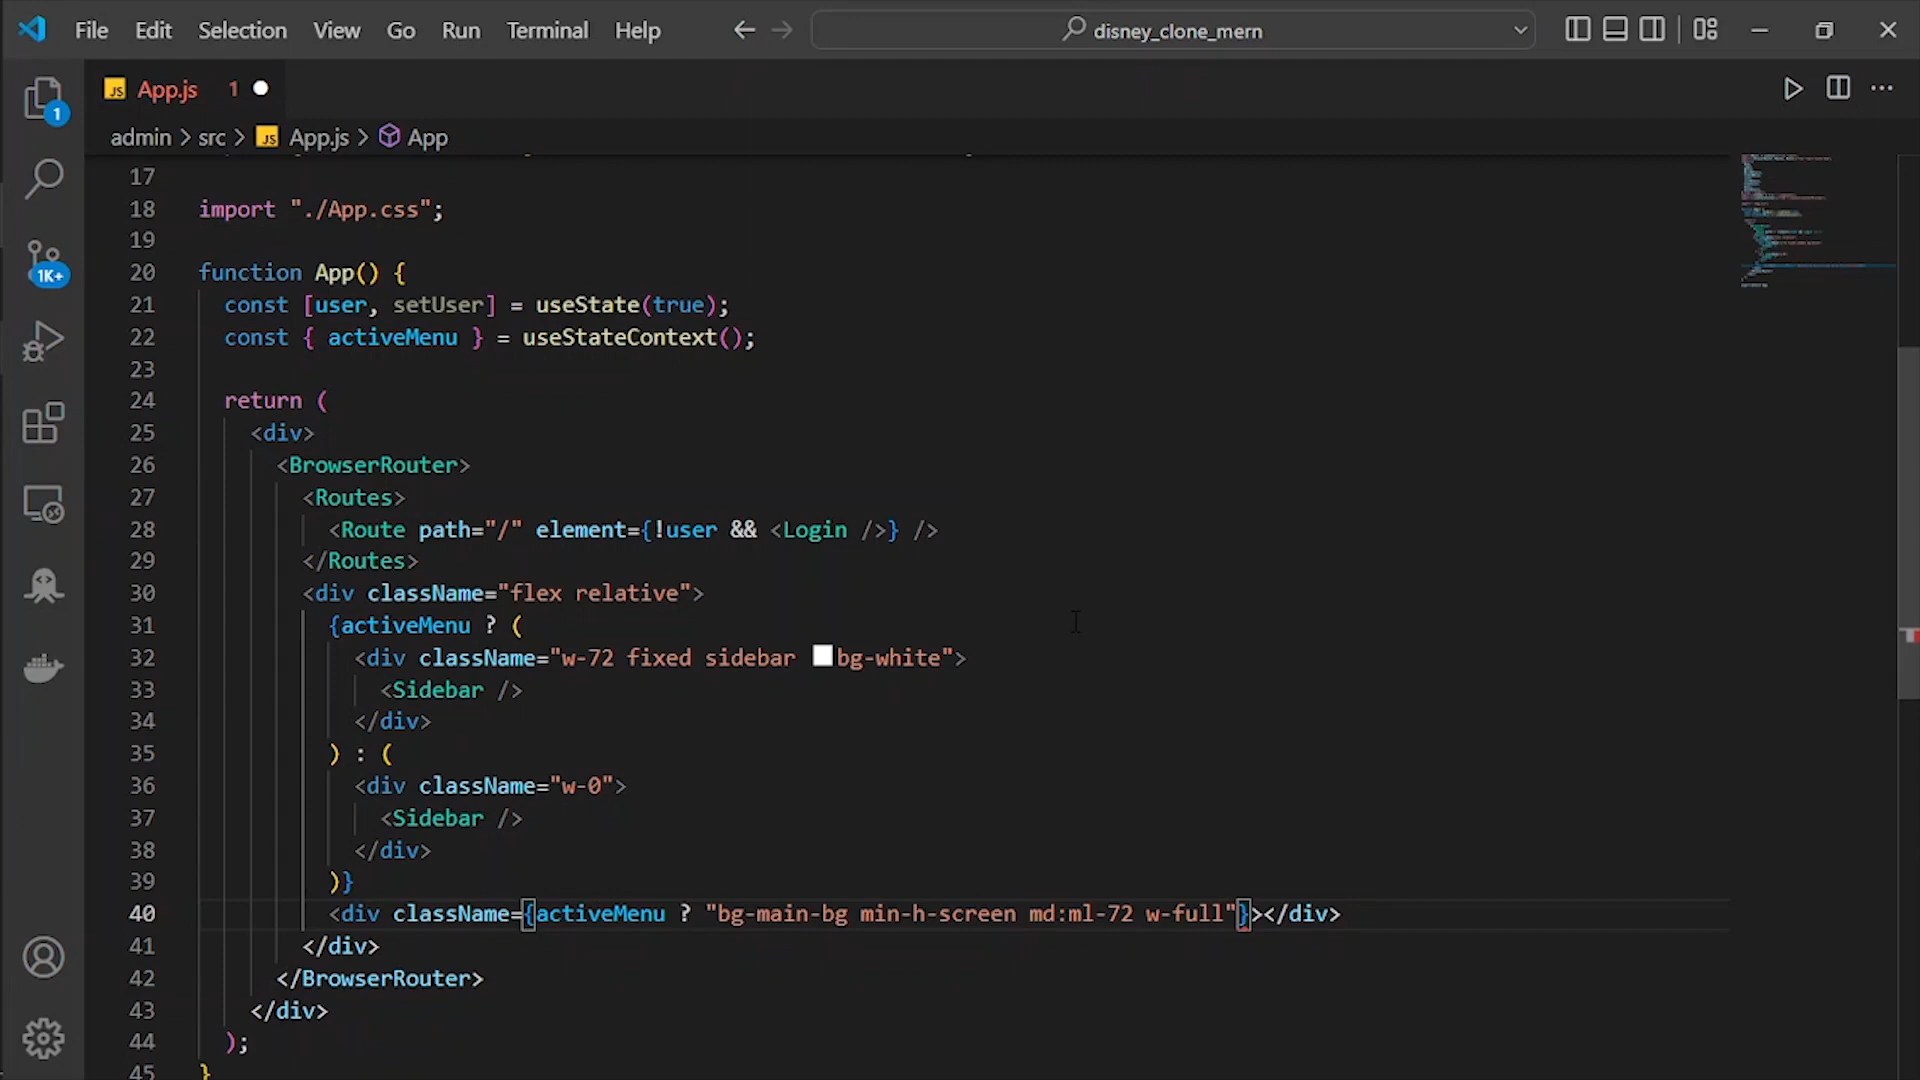 File Edit Selection View Go Run Terminal Help disney_clone_mern
JS App.js 1
1
admin > src > JS App.js > App
17
18 import "./App.css";
19
1K+
20 function App() {
21 const [user, setUser] = useState(true);
22 const { activeMenu } = useStateContext();
23
24 return (
25 <div>
26 <BrowserRouter>
27 <Routes>
28 <Route path="/" element={!user && <Login />} />
29 </Routes>
30 <div className="flex relative">
31 {activeMenu ? (
32 <div className="w-72 fixed sidebar bg-white">
33 <Sidebar />
34 </div>
35 ) : (
36 <div className="w-0">
37 <Sidebar />
38 </div>
39 )}
40 <div className={activeMenu ? "bg-main-bg min-h-screen md:ml-72 w-full"}></div>
41 </div>
42 </BrowserRouter>
43 </div>
44 );
45 }